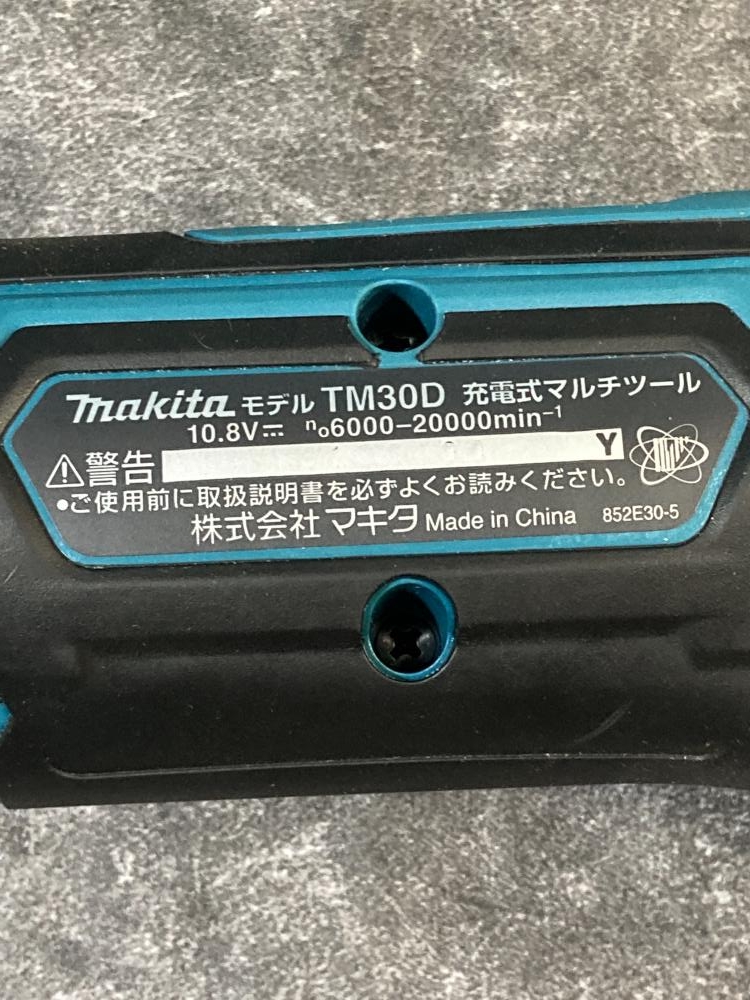 makita モデル TM30D 充電式マルチツール
10.8V⎓ n₀6000−20000min⁻¹
⚠警告 Y
●ご使用前に取扱説明書を必ずよくお読みください。
株式会社 マキタ Made in China 852E30-5